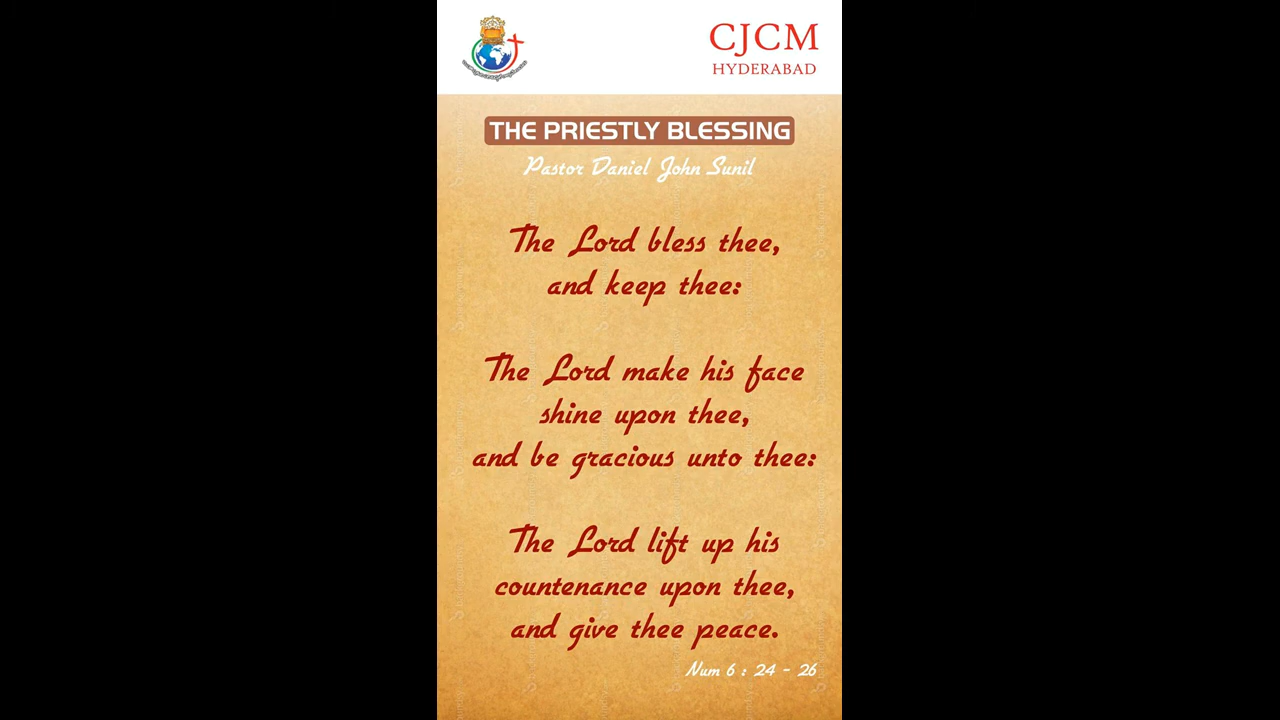 CJCM
HYDERABAD
THE PRIESTLY BLESSING
Pastor Daniel John Sunil
The Lord bless thee,
and keep thee:
The Lord make his face
shine upon thee,
and be gracious unto thee:
The Lord lift up his
countenance upon thee,
and give thee peace.
Num 6 : 24 - 26